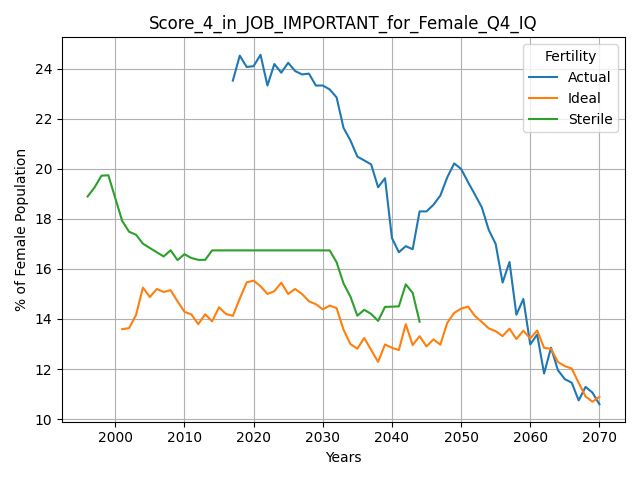 Score_4_in_JOB_IMPORTANT_for_Female_Q4_IQ
Fertility
Actual
Ideal
Sterile
% of Female Population
24
22
20
18
16
14
12
10
2000 2010 2020 2030 2040 2050 2060 2070
Years